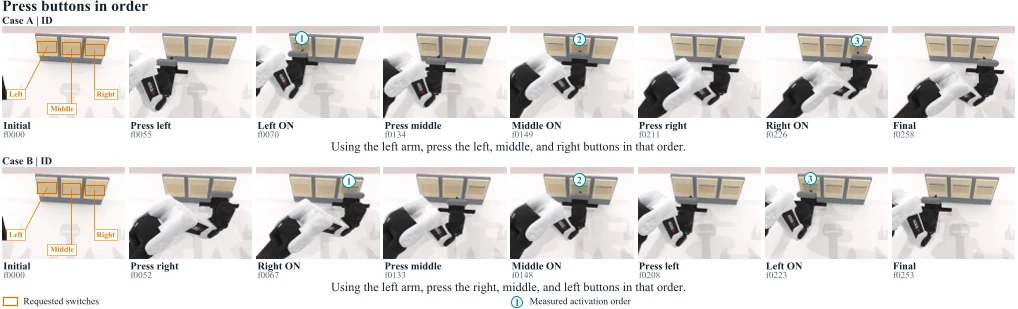 Press buttons in order
Case A | ID
1
2
3
Left
Middle
Right
Initial
Press left
Left ON
Press middle
Middle ON
Press right
Right ON
Final
f0000
f0055
f0070
f0134
f0149
f0211
f0226
f0258
Using the left arm, press the left, middle, and right buttons in that order.
Case B | ID
1
2
3
Left
Middle
Right
Initial
Press right
Right ON
Press middle
Middle ON
Press left
Left ON
Final
f0000
f0052
f0067
f0133
f0148
f0208
f0223
f0253
Using the left arm, press the right, middle, and left buttons in that order.
Requested switches
1 Measured activation order